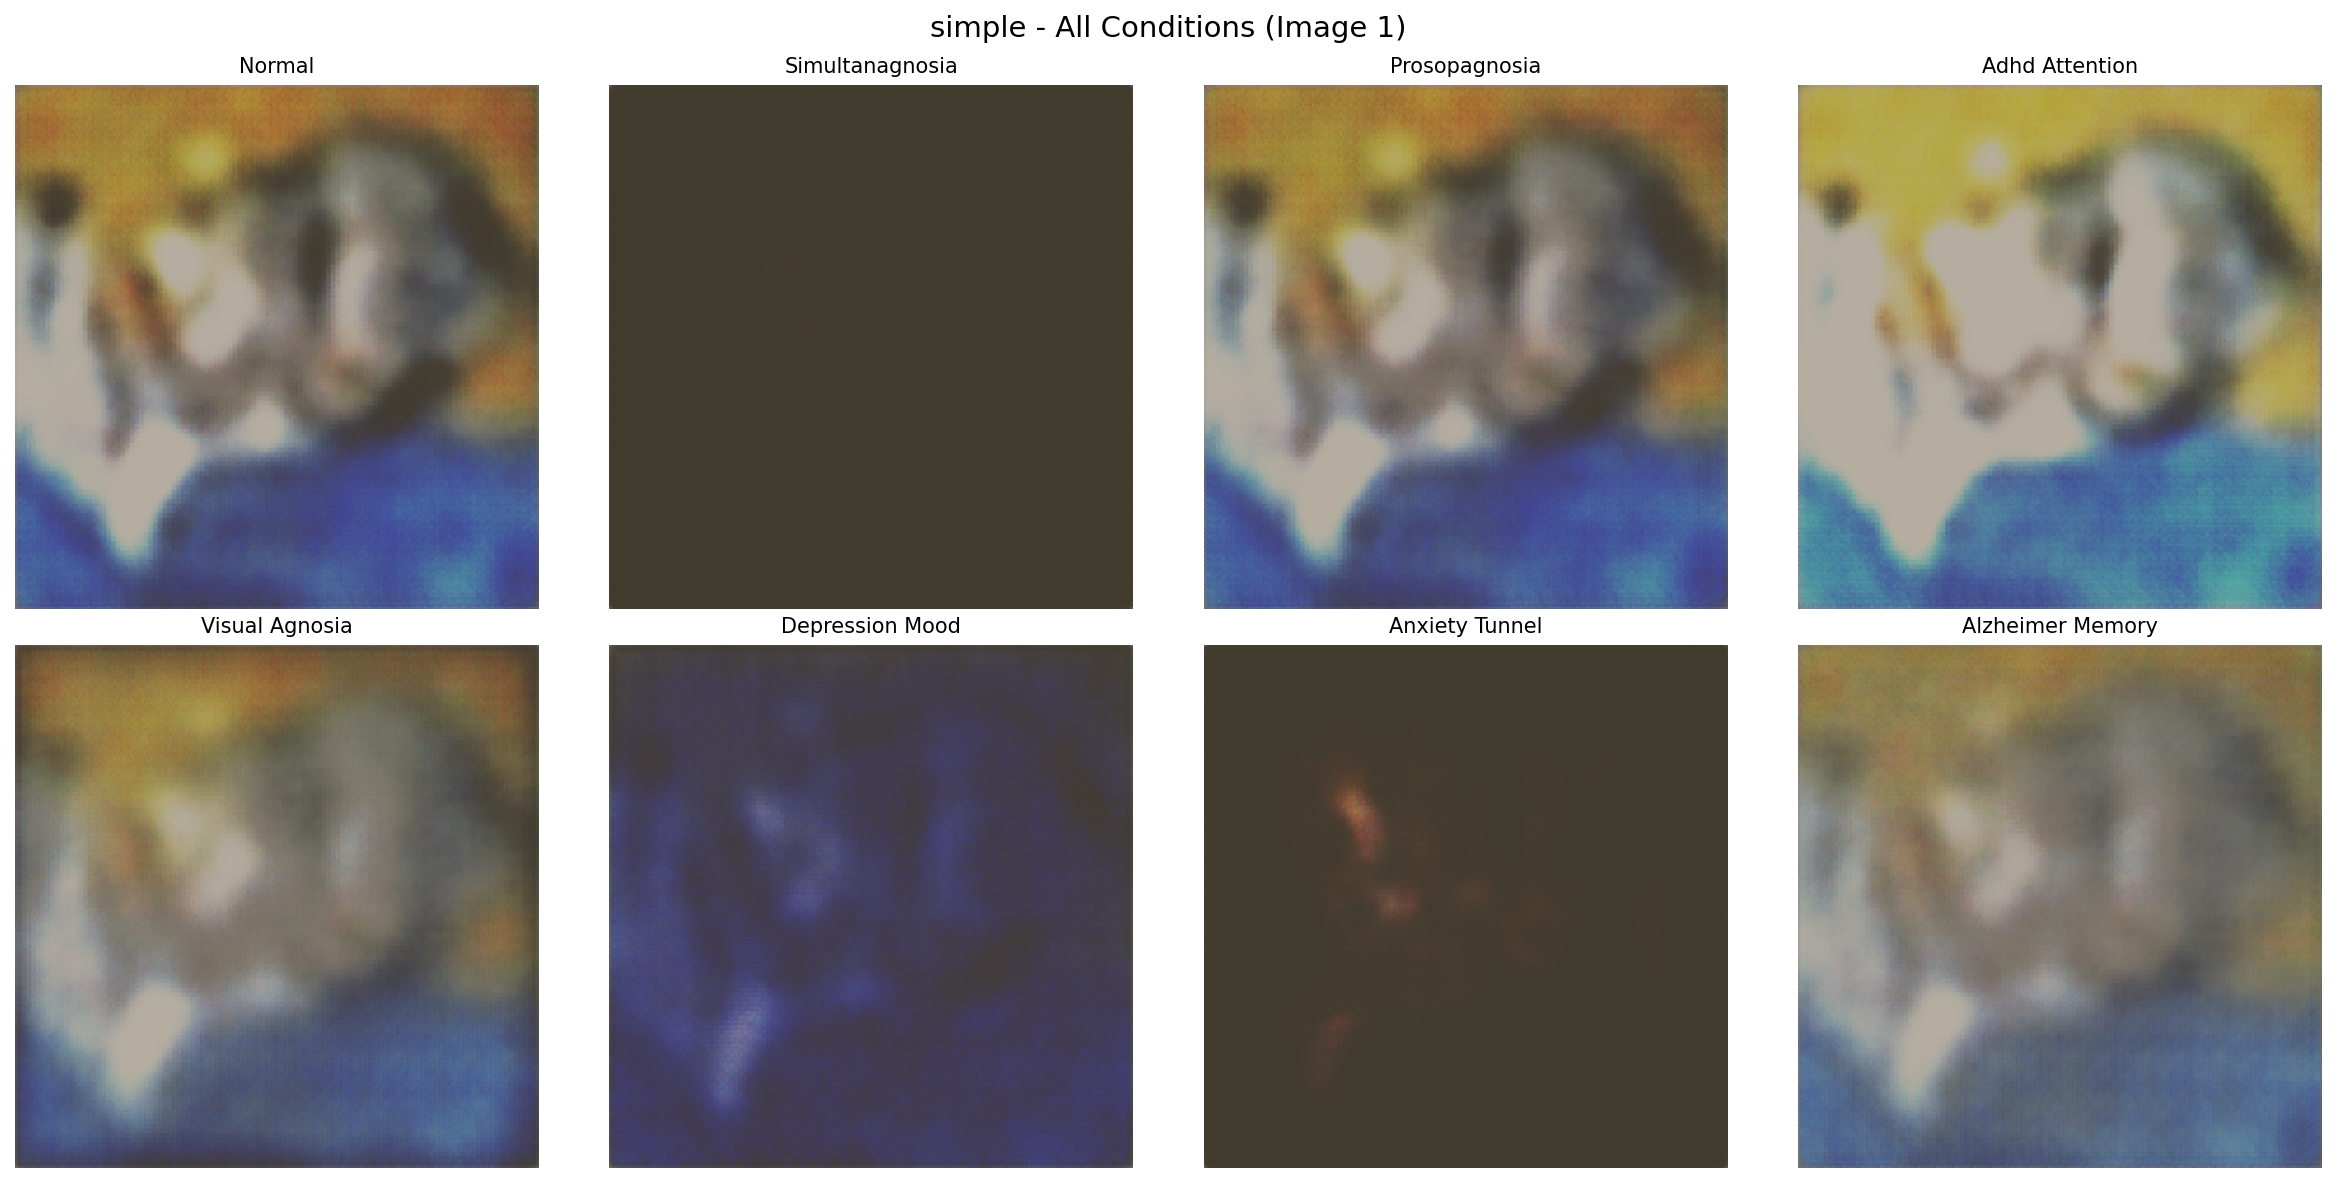 simple - All Conditions (Image 1)
Normal
Simultanagnosia
Prosopagnosia
Adhd Attention
Visual Agnosia
Depression Mood
Anxiety Tunnel
Alzheimer Memory